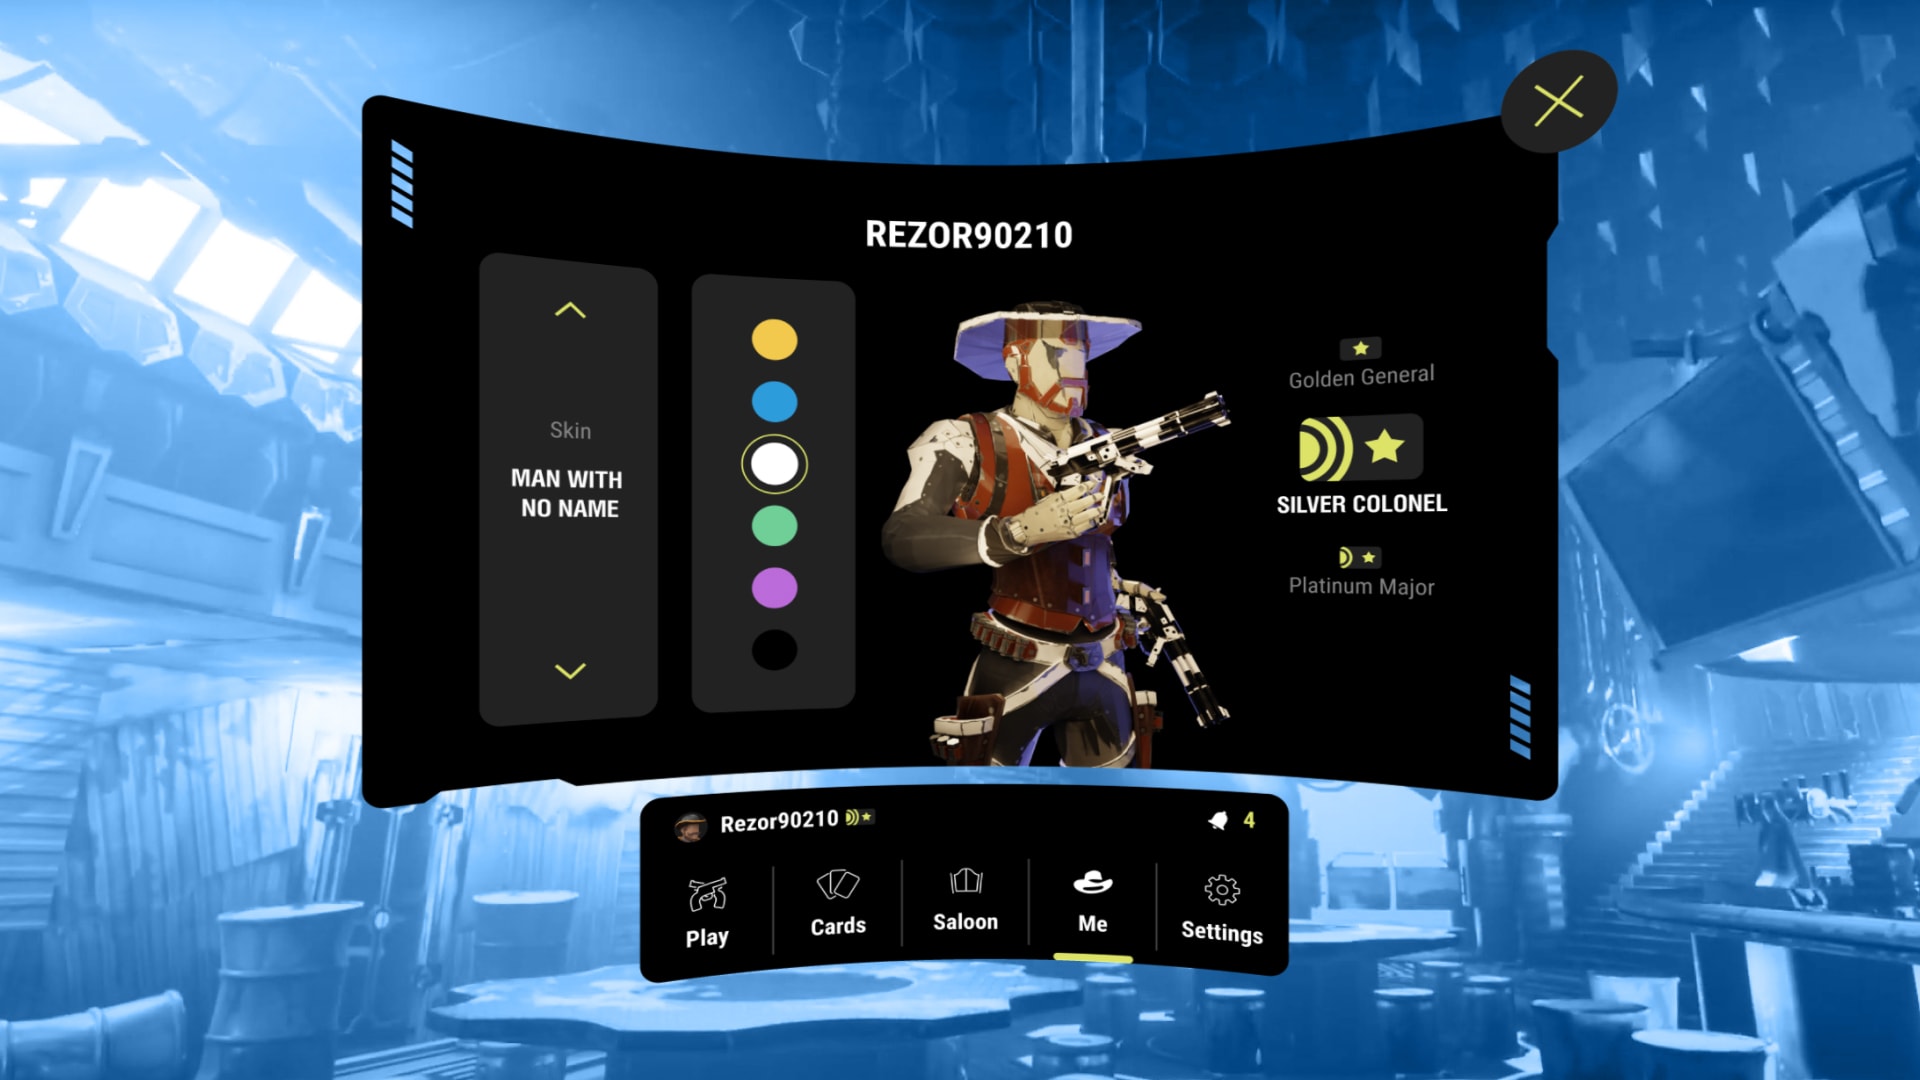 REZOR90210
Skin
MAN WITH
NO NAME
Golden General
SILVER COLONEL
Platinum Major
Rezor90210
4
Play
Cards
Saloon
Me
Settings